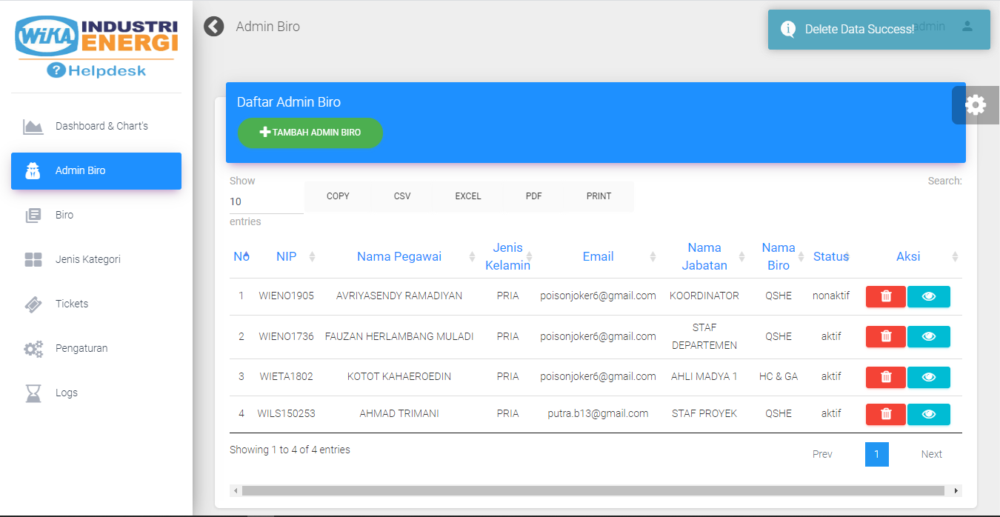 WiKA INDUSTRI ENERGI
? Helpdesk
Dashboard & Chart's
Admin Biro
Biro
Jenis Kategori
Tickets
Pengaturan
Logs
Admin Biro
Delete Data Success!
admin
Daftar Admin Biro
TAMBAH ADMIN BIRO
Show
10
entries
COPY CSV EXCEL PDF PRINT
Search:
NO NIP Nama Pegawai Jenis Kelamin Email Nama Jabatan Nama Biro Status Aksi
1 WIENO1905 AVRIYASENDY RAMADIYAN PRIA poisonjoker6@gmail.com KOORDINATOR QSHE nonaktif
2 WIENO1736 FAUZAN HERLAMBANG MULADI PRIA poisonjoker6@gmail.com STAF DEPARTEMEN QSHE aktif
3 WIETA1802 KOTOT KAHAEROEDIN PRIA poisonjoker6@gmail.com AHLI MADYA 1 HC & GA aktif
4 WILS150253 AHMAD TRIMANI PRIA putra.b13@gmail.com STAF PROYEK QSHE aktif
Showing 1 to 4 of 4 entries
Prev 1 Next